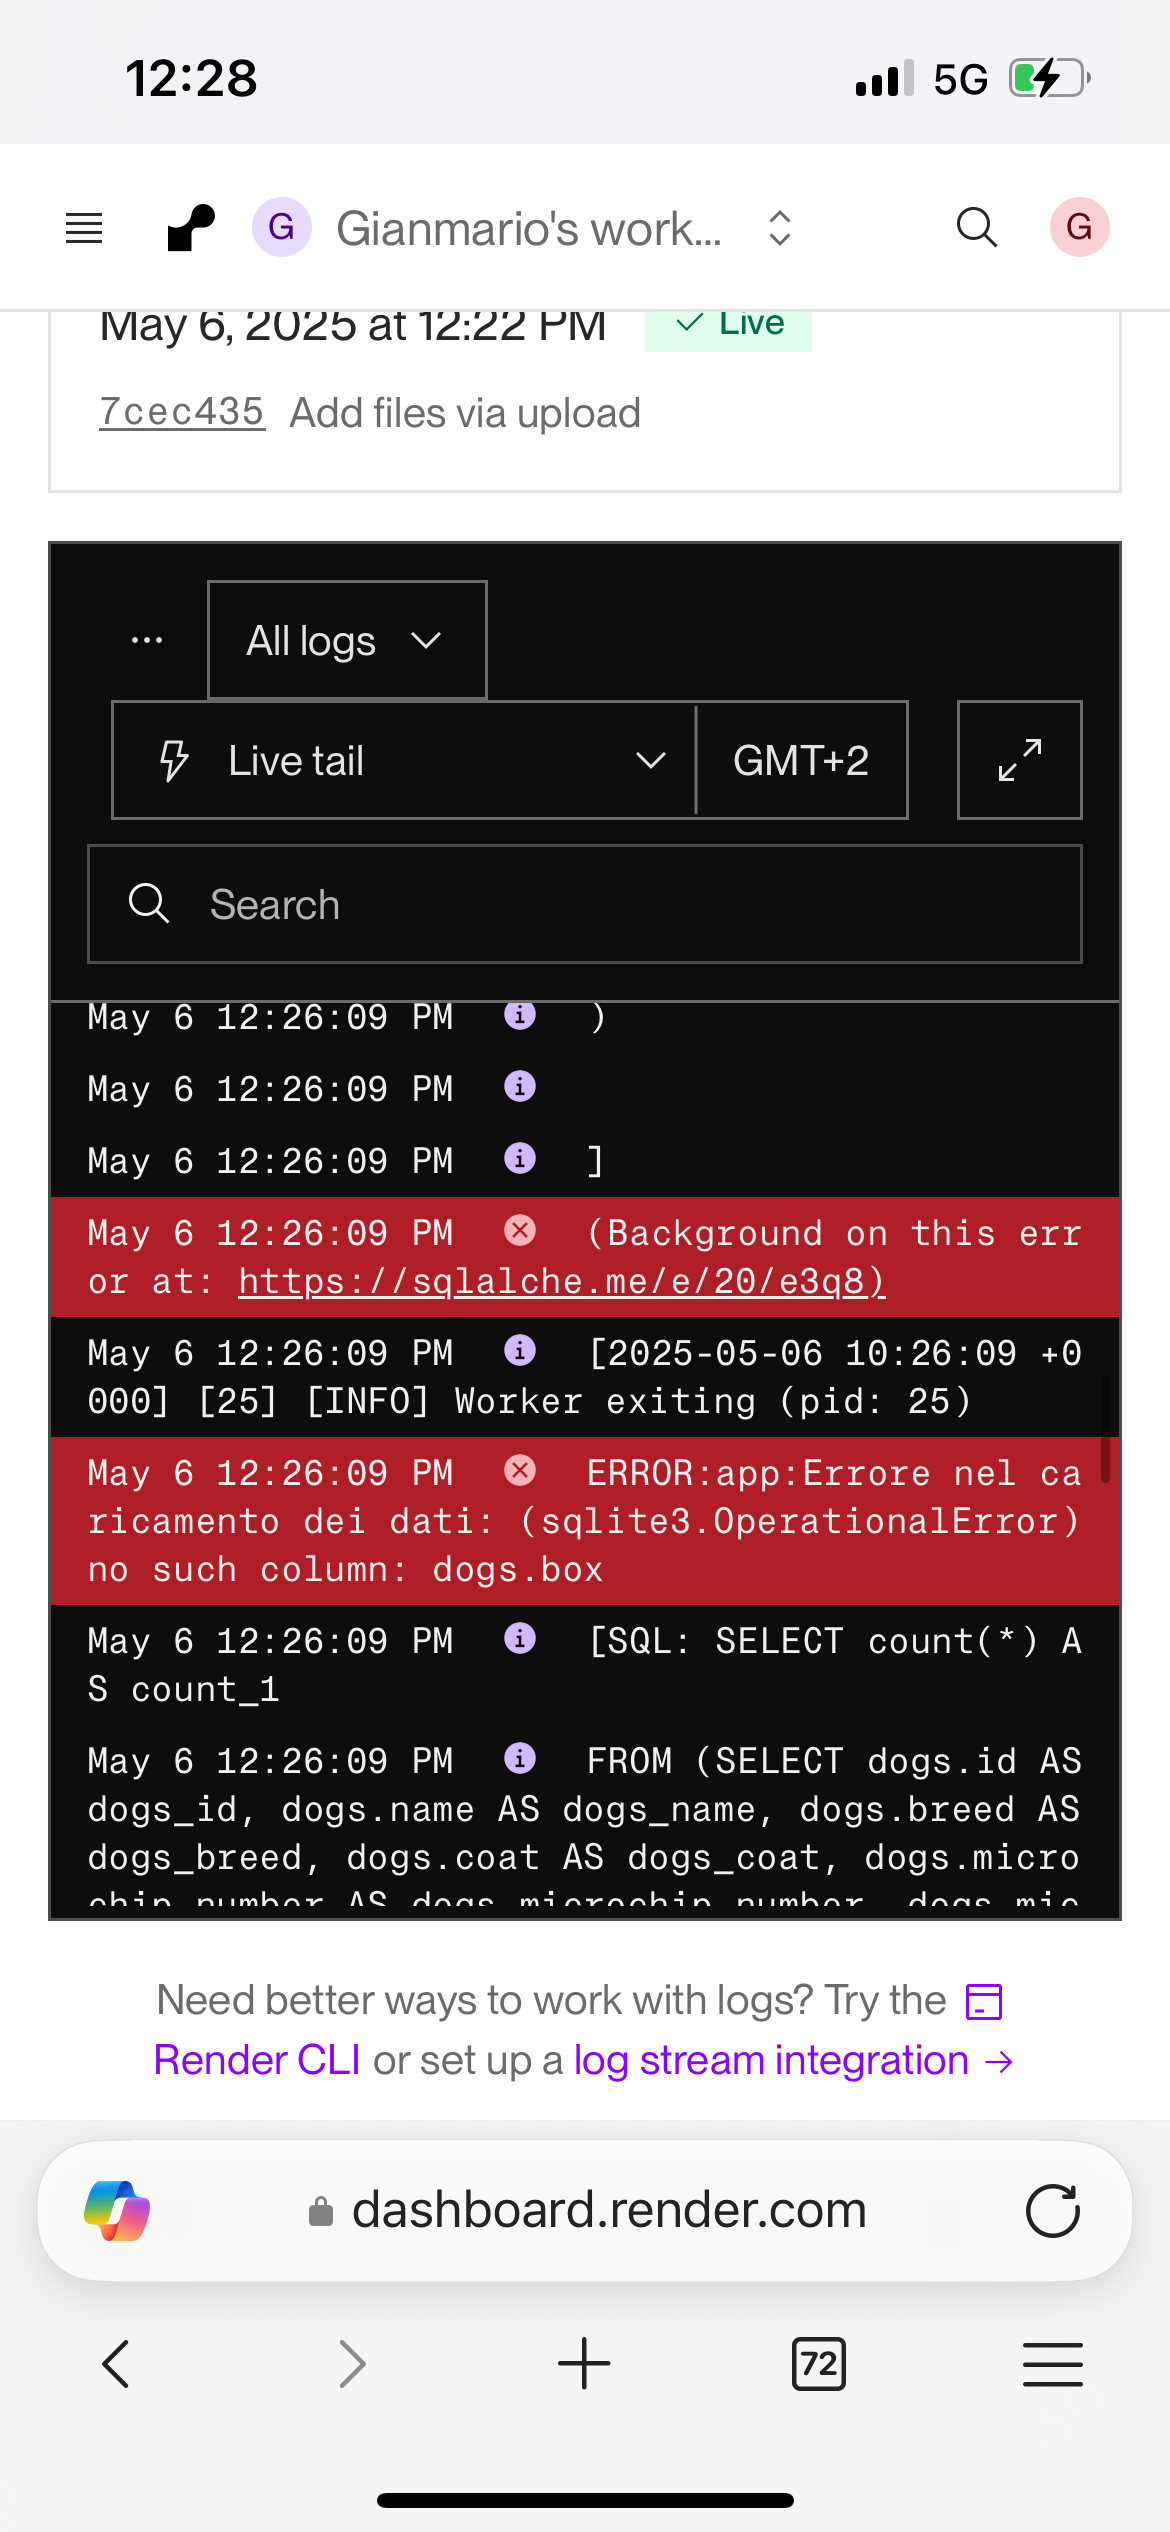 12:28
5G
G Gianmario's work... G
May 6, 2025 at 12:22 PM Live
7cec435 Add files via upload
All logs
Live tail GMT+2
Search
May 6 12:26:09 PM )
May 6 12:26:09 PM
May 6 12:26:09 PM ]
May 6 12:26:09 PM (Background on this err
or at: https://sqlalche.me/e/20/e3q8)
May 6 12:26:09 PM [2025-05-06 10:26:09 +0
000] [25] [INFO] Worker exiting (pid: 25)
May 6 12:26:09 PM ERROR:app:Errore nel ca
ricamento dei dati: (sqlite3.OperationalError)
no such column: dogs.box
May 6 12:26:09 PM [SQL: SELECT count(*) A
S count_1
May 6 12:26:09 PM FROM (SELECT dogs.id AS
dogs_id, dogs.name AS dogs_name, dogs.breed AS
dogs_breed, dogs.coat AS dogs_coat, dogs.micro
chip_number AS dogs_microchip_number, dogs.mic
Need better ways to work with logs? Try the
Render CLI or set up a log stream integration →
dashboard.render.com
72